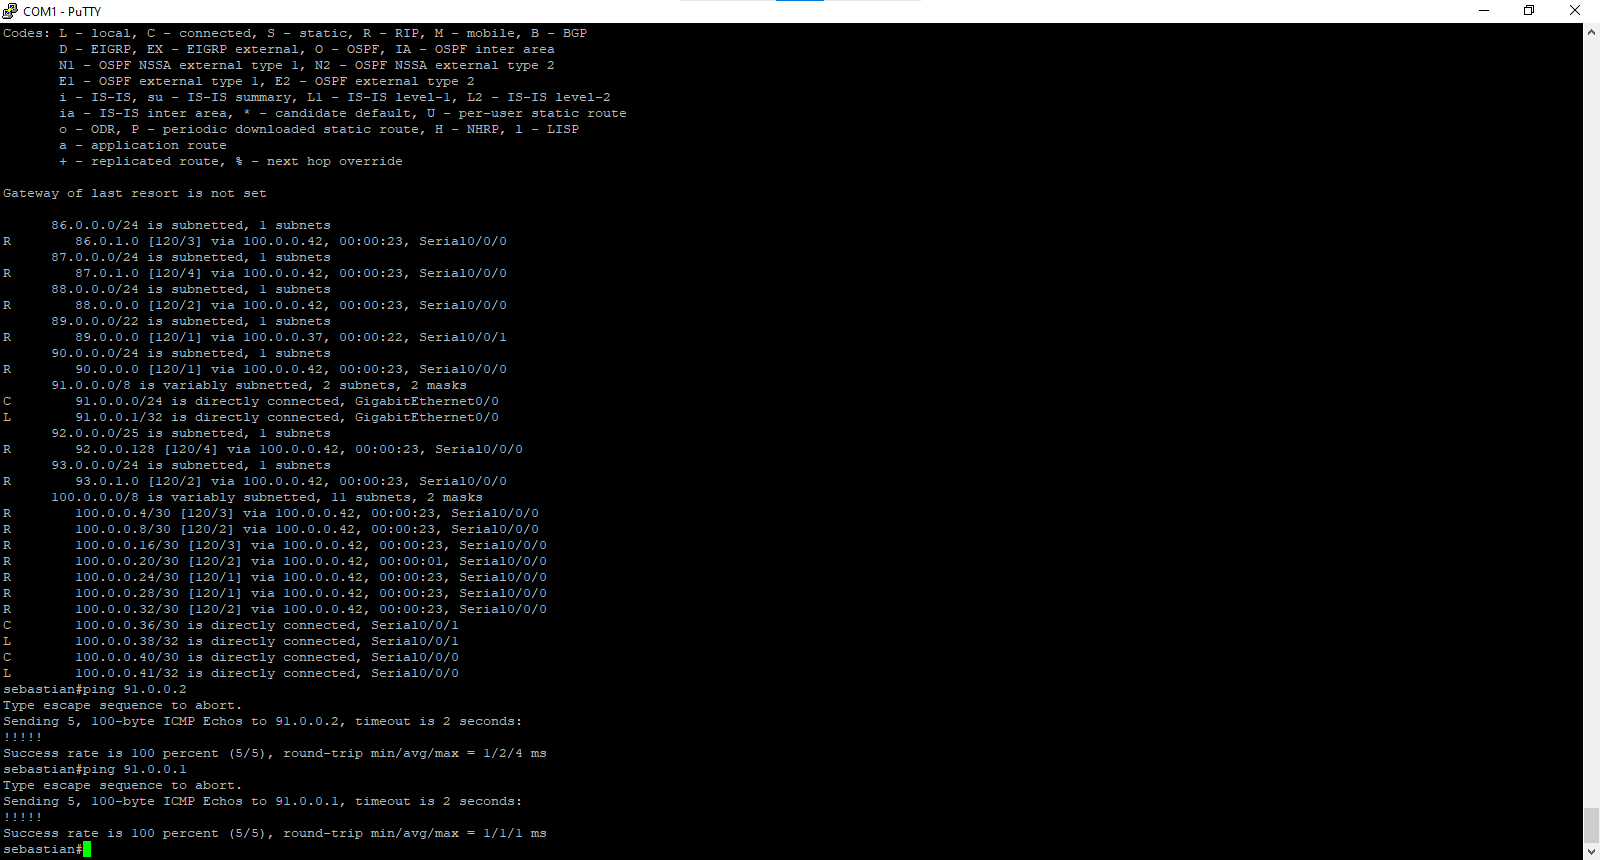 COM1 - PuTTY
Codes: L - local, C - connected, S - static, R - RIP, M - mobile, B - BGP
       D - EIGRP, EX - EIGRP external, O - OSPF, IA - OSPF inter area
       N1 - OSPF NSSA external type 1, N2 - OSPF NSSA external type 2
       E1 - OSPF external type 1, E2 - OSPF external type 2
       i - IS-IS, su - IS-IS summary, L1 - IS-IS level-1, L2 - IS-IS level-2
       ia - IS-IS inter area, * - candidate default, U - per-user static route
       o - ODR, P - periodic downloaded static route, H - NHRP, l - LISP
       a - application route
       + - replicated route, % - next hop override
Gateway of last resort is not set
      86.0.0.0/24 is subnetted, 1 subnets
R        86.0.1.0 [120/3] via 100.0.0.42, 00:00:23, Serial0/0/0
      87.0.0.0/24 is subnetted, 1 subnets
R        87.0.1.0 [120/4] via 100.0.0.42, 00:00:23, Serial0/0/0
      88.0.0.0/24 is subnetted, 1 subnets
R        88.0.0.0 [120/2] via 100.0.0.42, 00:00:23, Serial0/0/0
      89.0.0.0/22 is subnetted, 1 subnets
R        89.0.0.0 [120/1] via 100.0.0.37, 00:00:22, Serial0/0/1
      90.0.0.0/24 is subnetted, 1 subnets
R        90.0.0.0 [120/1] via 100.0.0.42, 00:00:23, Serial0/0/0
      91.0.0.0/8 is variably subnetted, 2 subnets, 2 masks
C        91.0.0.0/24 is directly connected, GigabitEthernet0/0
L        91.0.0.1/32 is directly connected, GigabitEthernet0/0
      92.0.0.0/25 is subnetted, 1 subnets
R        92.0.0.128 [120/4] via 100.0.0.42, 00:00:23, Serial0/0/0
      93.0.0.0/24 is subnetted, 1 subnets
R        93.0.1.0 [120/2] via 100.0.0.42, 00:00:23, Serial0/0/0
      100.0.0.0/8 is variably subnetted, 11 subnets, 2 masks
R        100.0.0.4/30 [120/3] via 100.0.0.42, 00:00:23, Serial0/0/0
R        100.0.0.8/30 [120/2] via 100.0.0.42, 00:00:23, Serial0/0/0
R        100.0.0.16/30 [120/3] via 100.0.0.42, 00:00:23, Serial0/0/0
R        100.0.0.20/30 [120/2] via 100.0.0.42, 00:00:01, Serial0/0/0
R        100.0.0.24/30 [120/1] via 100.0.0.42, 00:00:23, Serial0/0/0
R        100.0.0.28/30 [120/1] via 100.0.0.42, 00:00:23, Serial0/0/0
R        100.0.0.32/30 [120/2] via 100.0.0.42, 00:00:23, Serial0/0/0
C        100.0.0.36/30 is directly connected, Serial0/0/1
L        100.0.0.38/32 is directly connected, Serial0/0/1
C        100.0.0.40/30 is directly connected, Serial0/0/0
L        100.0.0.41/32 is directly connected, Serial0/0/0
sebastian#ping 91.0.0.2
Type escape sequence to abort.
Sending 5, 100-byte ICMP Echos to 91.0.0.2, timeout is 2 seconds:
!!!!!
Success rate is 100 percent (5/5), round-trip min/avg/max = 1/2/4 ms
sebastian#ping 91.0.0.1
Type escape sequence to abort.
Sending 5, 100-byte ICMP Echos to 91.0.0.1, timeout is 2 seconds:
!!!!!
Success rate is 100 percent (5/5), round-trip min/avg/max = 1/1/1 ms
sebastian#